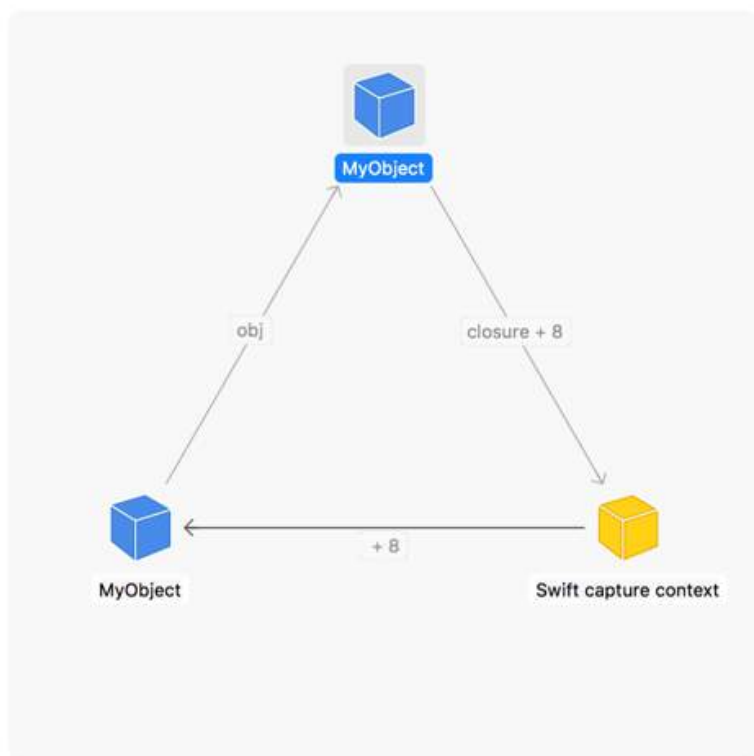 MyObject
obj
closure + 8
+ 8
MyObject
Swift capture context